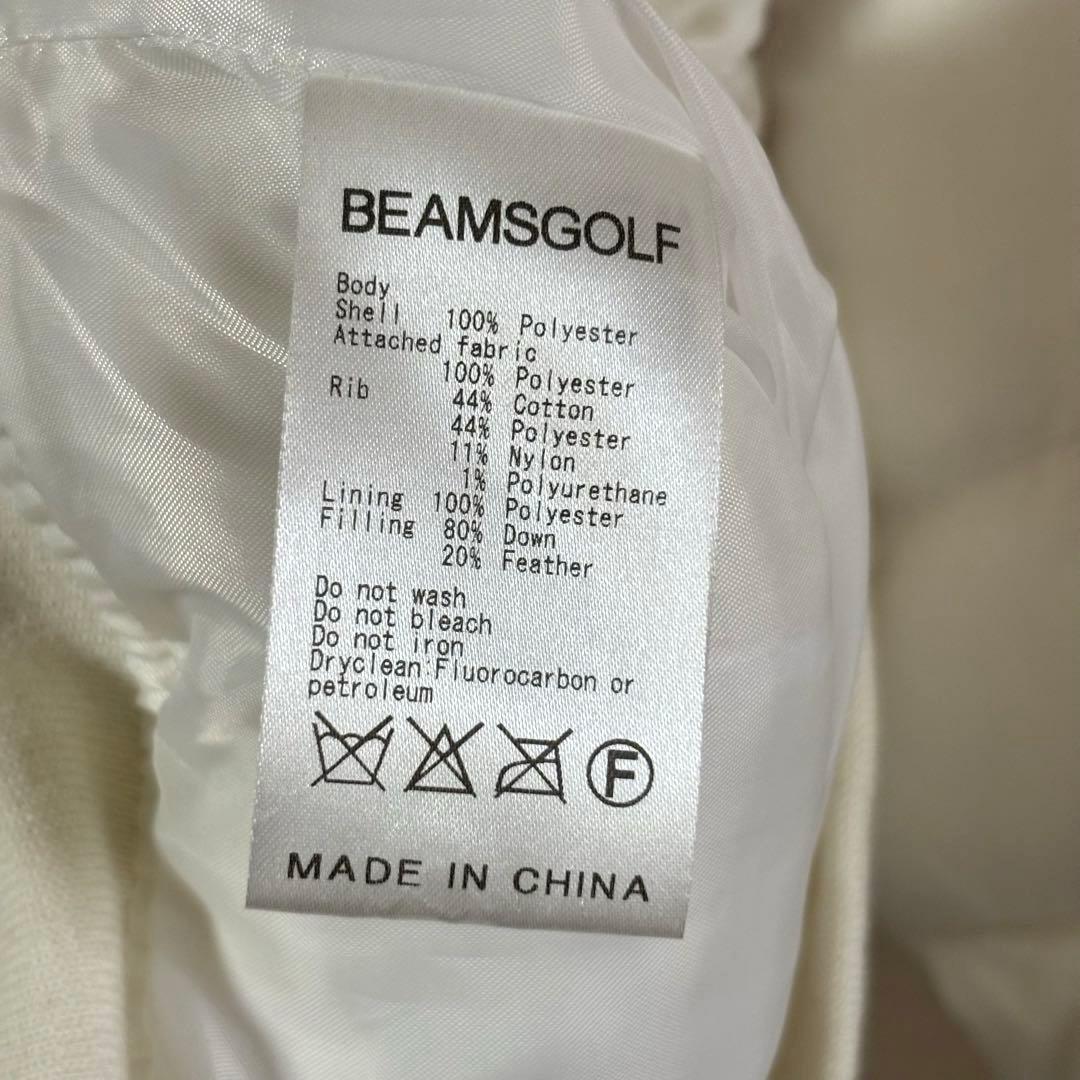 BEAMSGOLF
Body
Shell 100% Polyester
Attached fabric
100% Polyester
Rib 44% Cotton
44% Polyester
11% Nylon
1% Polyurethane
Lining 100% Polyester
Filling 80% Down
20% Feather
Do not wash
Do not bleach
Do not iron
Dryclean:Fluorocarbon or
petroleum
F
MADE IN CHINA